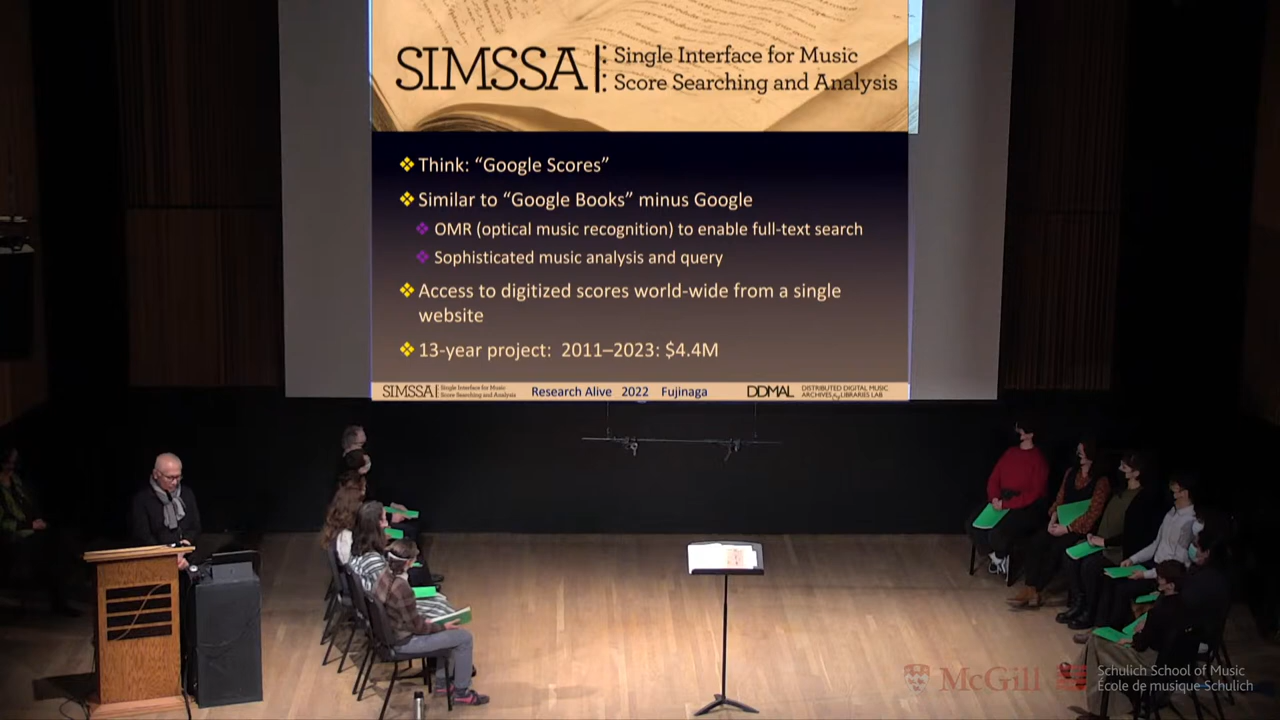 SIMSSA
Single Interface for Music
Score Searching and Analysis
Think: “Google Scores”
Similar to “Google Books” minus Google
OMR (optical music recognition) to enable full-text search
Sophisticated music analysis and query
Access to digitized scores world-wide from a single
website
13-year project: 2011–2023: $4.4M
SIMSSA
Single Interface for Music
Score Searching and Analysis
Research Alive 2022 Fujinaga
DDMAL
DISTRIBUTED DIGITAL MUSIC
ARCHIVES & LIBRARIES LAB
McGill
Schulich School of Music
École de musique Schulich